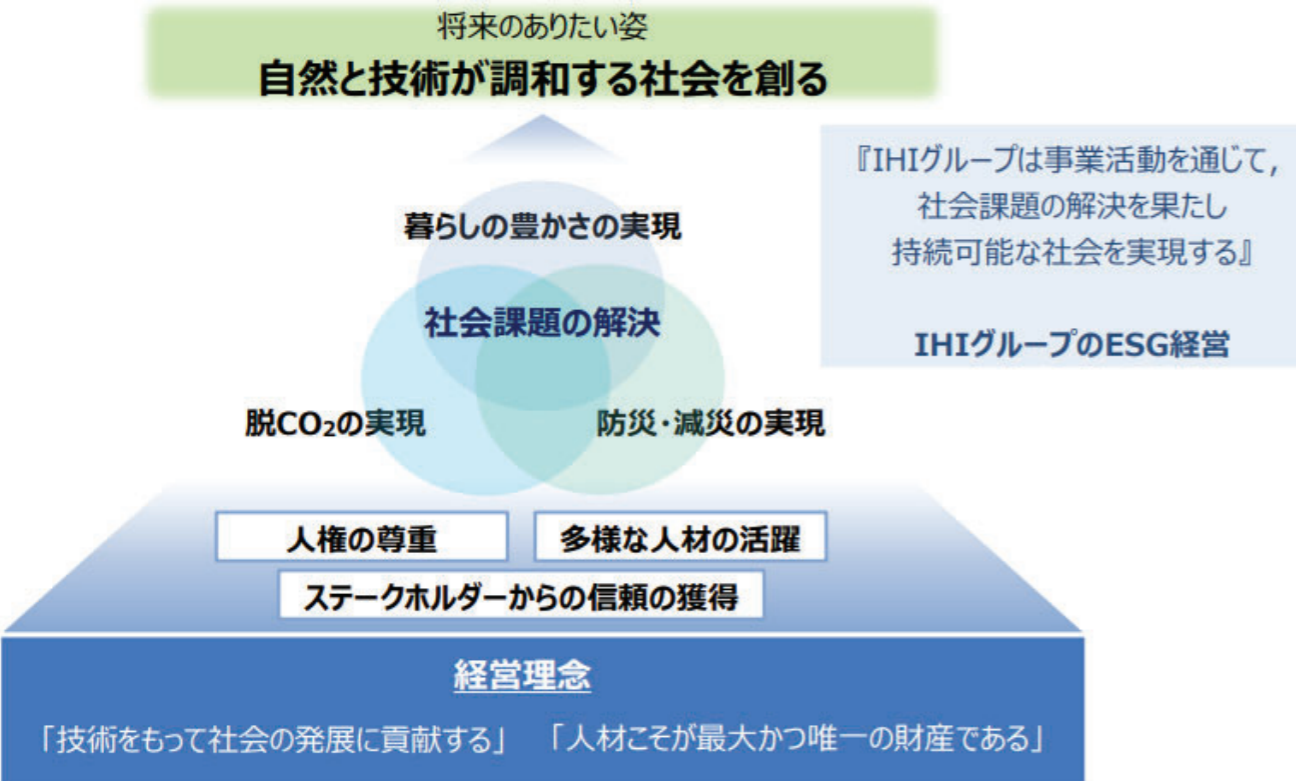 将来のありたい姿
自然と技術が調和する社会を創る
『IHIグループは事業活動を通じて,
社会課題の解決を果たし
持続可能な社会を実現する』
IHIグループのESG経営
暮らしの豊かさの実現
社会課題の解決
脱CO₂の実現
防災・減災の実現
人権の尊重
多様な人材の活躍
ステークホルダーからの信頼の獲得
経営理念
「技術をもって社会の発展に貢献する」
「人材こそが最大かつ唯一の財産である」